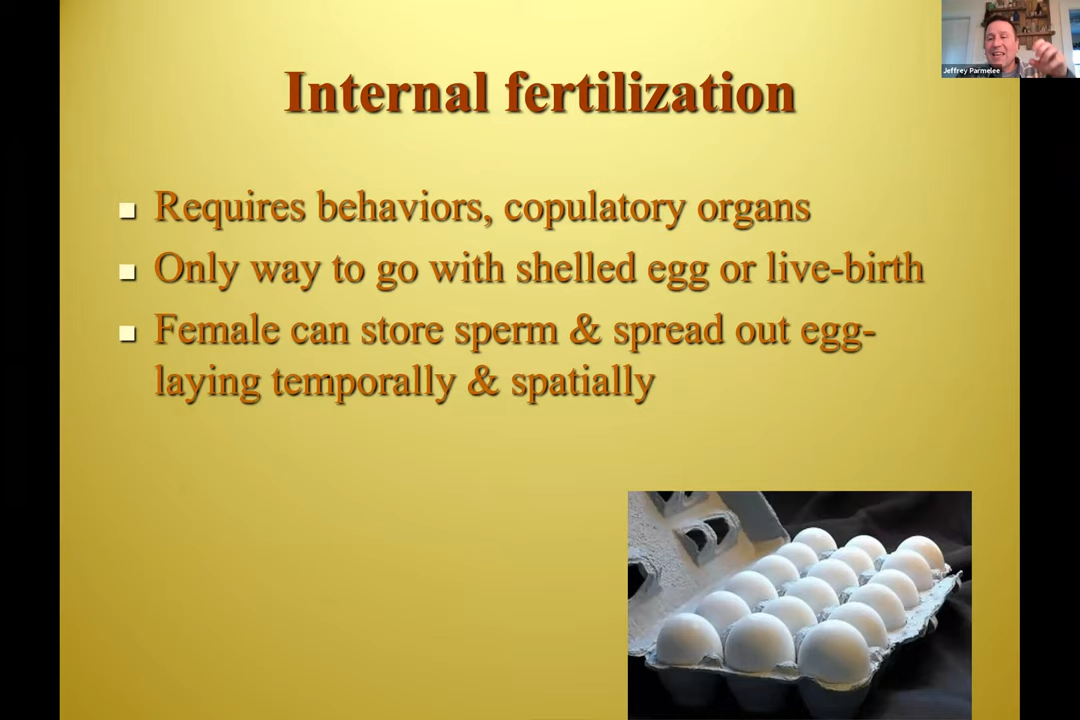 Jeffrey Parmelee
Internal fertilization
Requires behaviors, copulatory organs
Only way to go with shelled egg or live-birth
Female can store sperm & spread out egg-
laying temporally & spatially